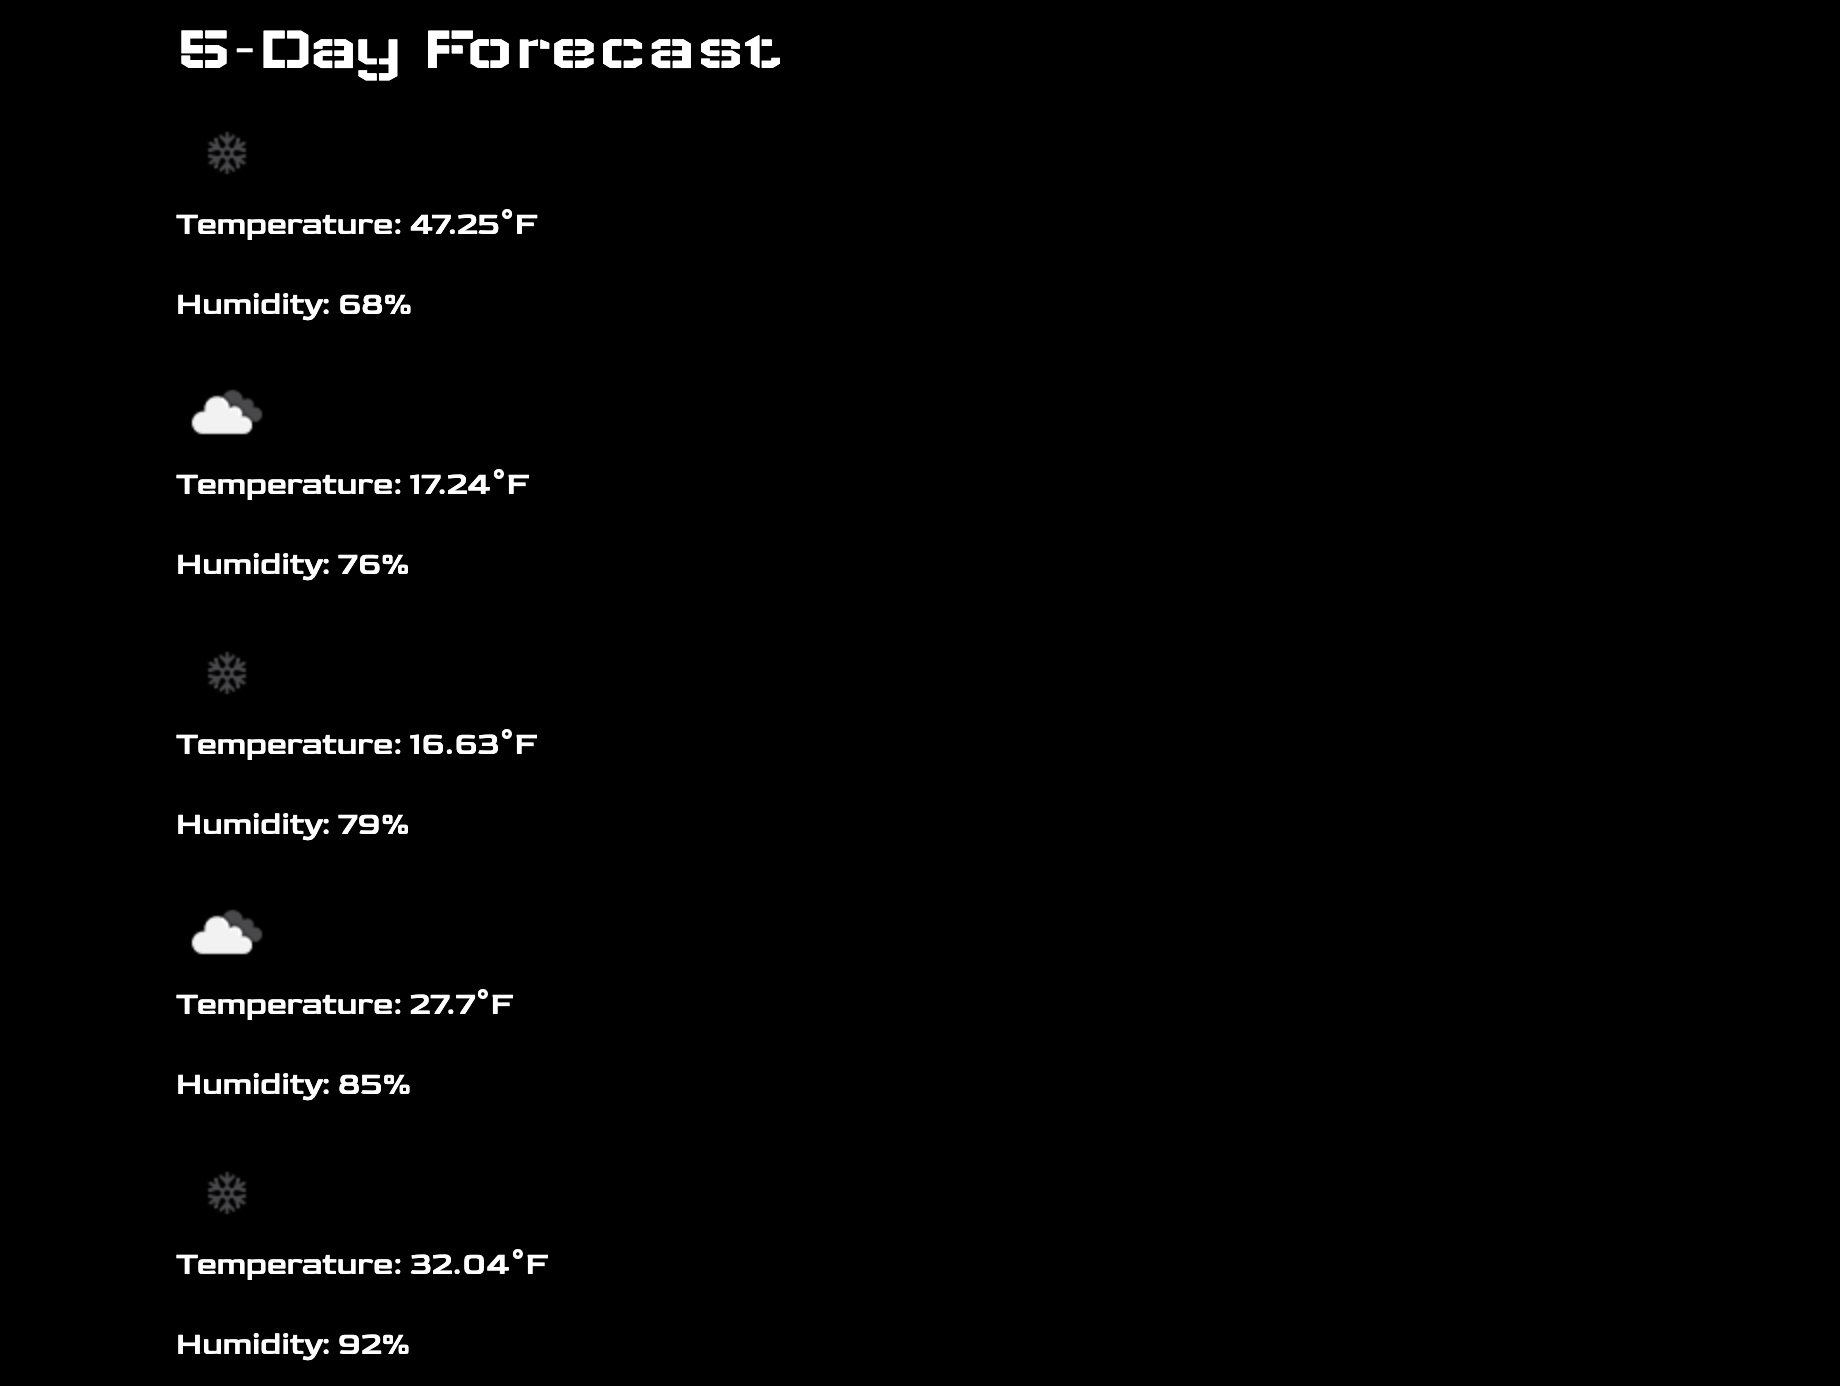 5-Day Forecast
Temperature: 47.25°F
Humidity: 68%
Temperature: 17.24°F
Humidity: 76%
Temperature: 16.63°F
Humidity: 79%
Temperature: 27.7°F
Humidity: 85%
Temperature: 32.04°F
Humidity: 92%